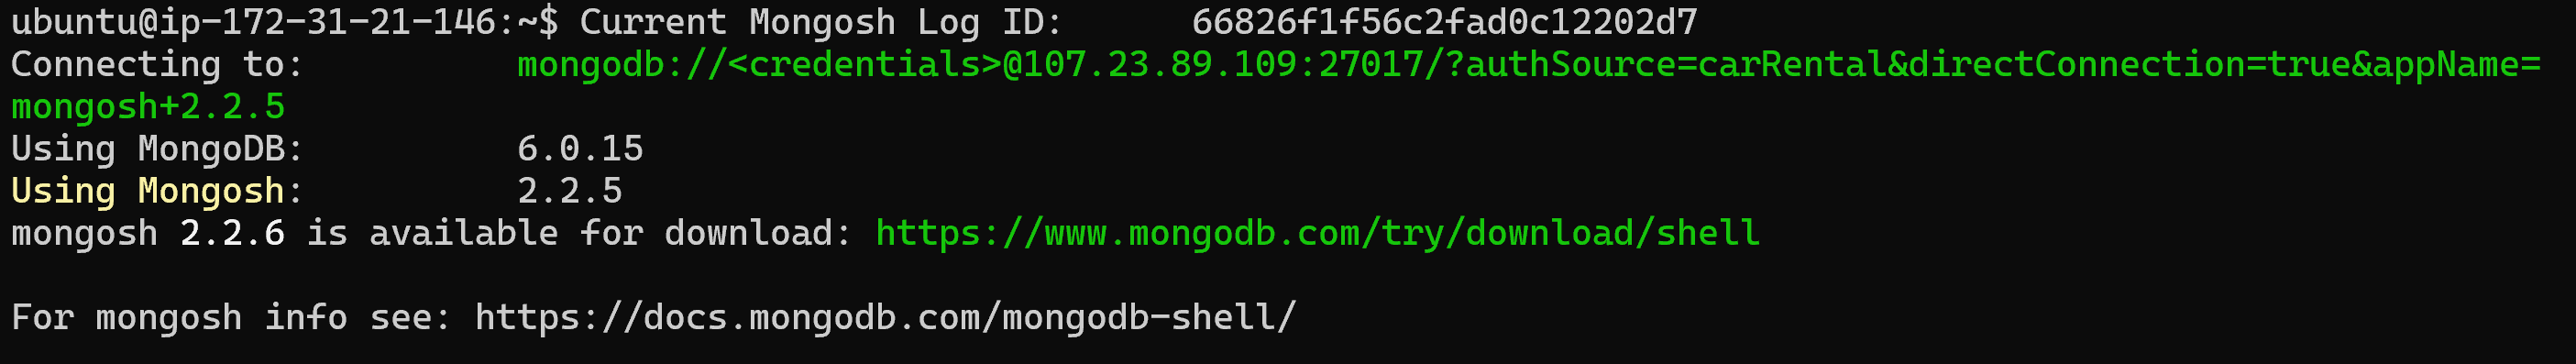 ubuntu@ip-172-31-21-146:~$ Current Mongosh Log ID:      66826f1f56c2fad0c12202d7
Connecting to:          mongodb://<credentials>@107.23.89.109:27017/?authSource=carRental&directConnection=true&appName=
mongosh+2.2.5
Using MongoDB:          6.0.15
Using Mongosh:          2.2.5
mongosh 2.2.6 is available for download: https://www.mongodb.com/try/download/shell
For mongosh info see: https://docs.mongodb.com/mongodb-shell/